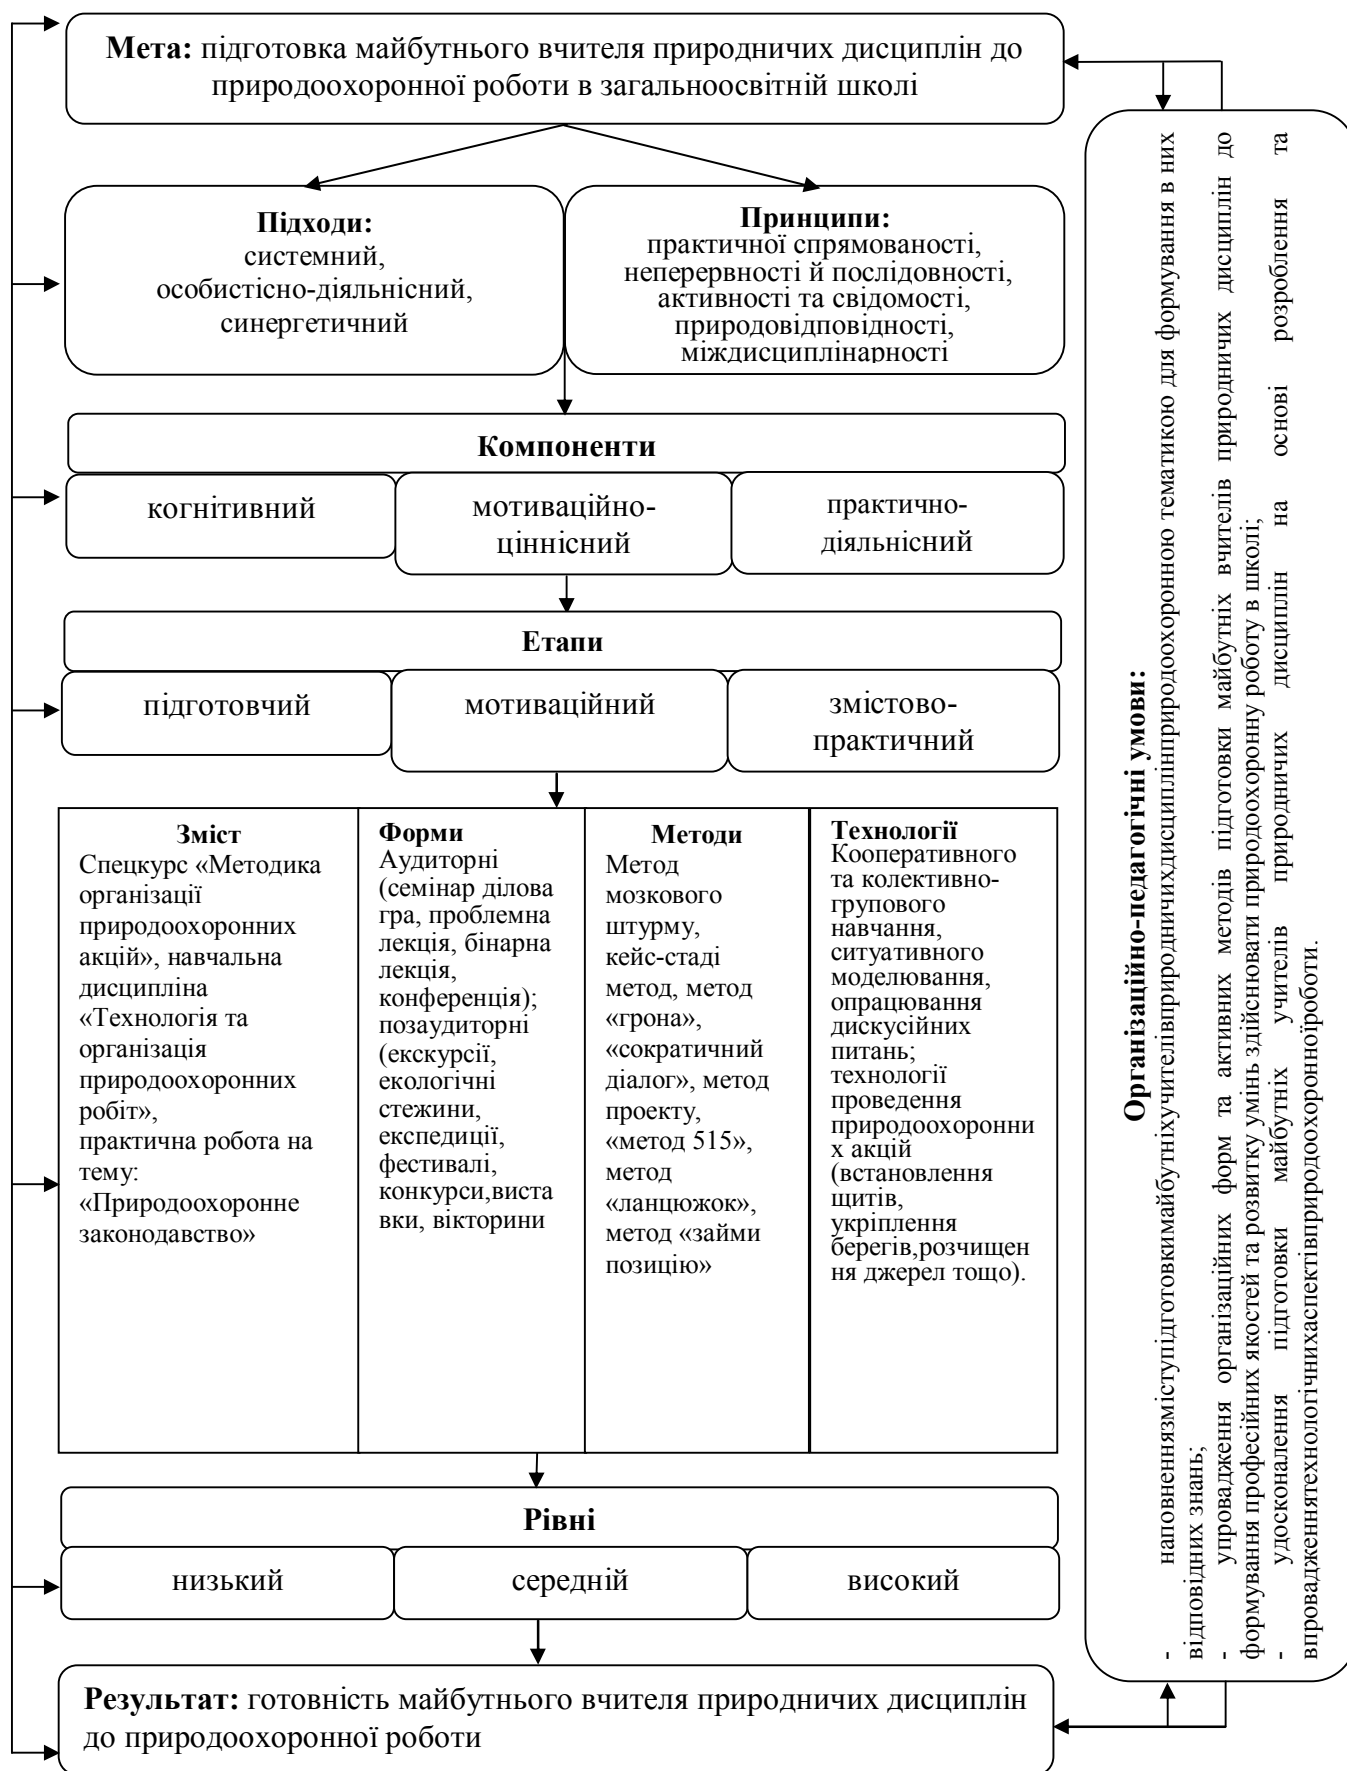 Мета: підготовка майбутнього вчителя природничих дисциплін до
природоохоронної роботи в загальноосвітній школі
Підходи:
системний,
особистісно-діяльнісний,
синергетичний
Принципи:
практичної спрямованості,
неперервності й послідовності,
активності та свідомості,
природовідповідності,
міждисциплінарності
Компоненти
когнітивний
мотиваційно-
ціннісний
практично-
діяльнісний
Етапи
підготовчий
мотиваційний
змістово-
практичний
Зміст
Спецкурс «Методика
організації
природоохоронних
акцій», навчальна
дисципліна
«Технологія та
організація
природоохоронних
робіт»,
практична робота на
тему:
«Природоохоронне
законодавство»
Форми
Аудиторні
(семінар ділова
гра, проблемна
лекція, бінарна
лекція,
конференція);
позаудиторні
(екскурсії,
екологічні
стежини,
експедиції,
фестивалі,
конкурси,виста
вки, вікторини
Методи
Метод
мозкового
штурму,
кейс-стаді
метод, метод
«грона»,
«сократичний
діалог», метод
проекту,
«метод 515»,
метод
«ланцюжок»,
метод «займи
позицію»
Технології
Кооперативного
та колективно-
групового
навчання,
ситуативного
моделювання,
опрацювання
дискусійних
питань;
технології
проведення
природоохоронни
х акцій
(встановлення
щитів,
укріплення
берегів,розчищен
ня джерел тощо).
Рівні
низький
середній
високий
Результат: готовність майбутнього вчителя природничих дисциплін
до природоохоронної роботи
Організаційно-педагогічні умови:
- наповненнязміступідготовкимайбутніхучителівприродничихдисциплінприродоохоронною тематикою для формування в них
відповідних знань;
- упровадження організаційних форм та активних методів підготовки майбутніх вчителів природничих дисциплін до
формування професійних якостей та розвитку умінь здійснювати природоохоронну роботу в школі;
- удосконалення підготовки майбутніх учителів природничих дисциплін на основі розроблення та
впровадженнятехнологічнихаспектівприродоохоронноїроботи.